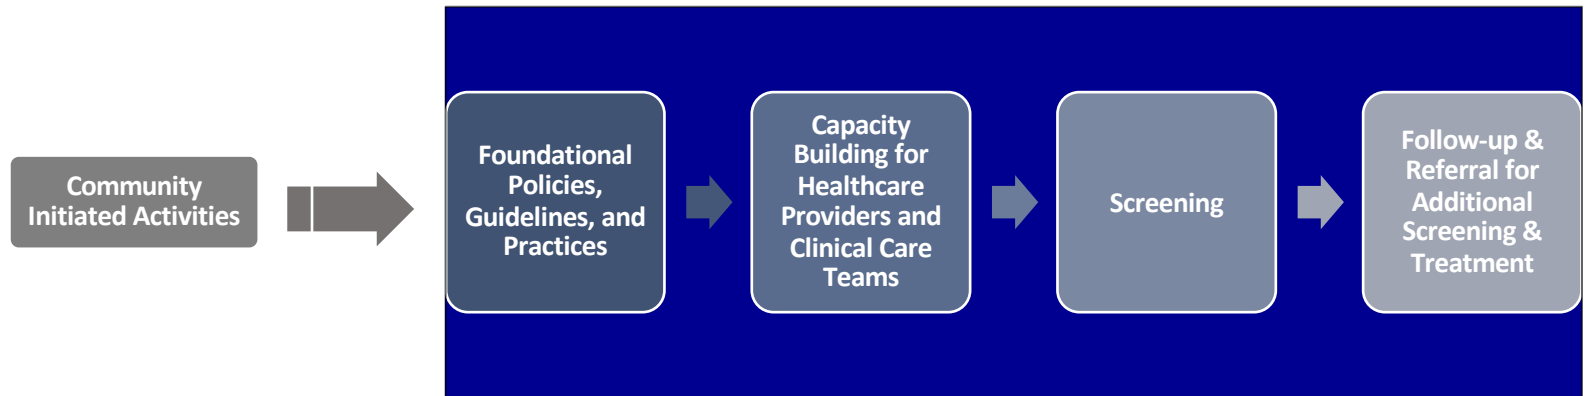 Community
Initiated Activities
Foundational
Policies,
Guidelines, and
Practices
Capacity
Building for
Healthcare
Providers and
Clinical Care
Teams
Screening
Follow-up &
Referral for
Additional
Screening &
Treatment